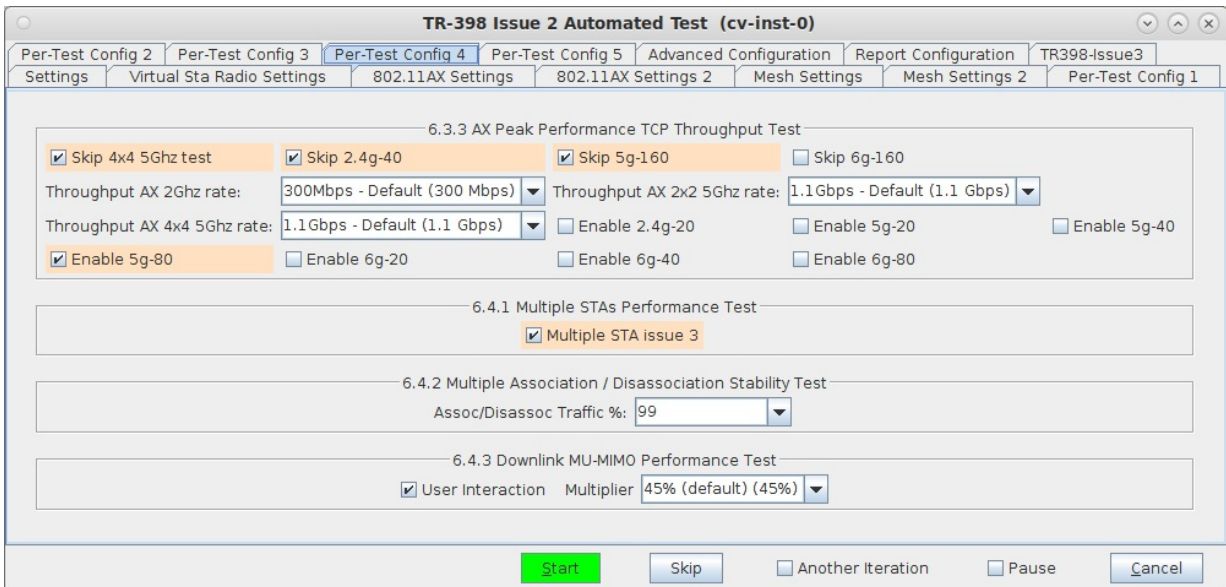 TR-398 Issue 2 Automated Test (cv-inst-0)
Per-Test Config 2 Per-Test Config 3 Per-Test Config 4 Per-Test Config 5 Advanced Configuration Report Configuration TR398-Issue3
Settings Virtual Sta Radio Settings 802.11AX Settings 802.11AX Settings 2 Mesh Settings Mesh Settings 2 Per-Test Config 1
6.3.3 AX Peak Performance TCP Throughput Test
Skip 4x4 5Ghz test Skip 2.4g-40 Skip 5g-160 Skip 6g-160
Throughput AX 2Ghz rate: 300Mbps - Default (300 Mbps) Throughput AX 2x2 5Ghz rate: 1.1Gbps - Default (1.1 Gbps)
Throughput AX 4x4 5Ghz rate: 1.1Gbps - Default (1.1 Gbps) Enable 2.4g-20 Enable 5g-20 Enable 5g-40
Enable 5g-80 Enable 6g-20 Enable 6g-40 Enable 6g-80
6.4.1 Multiple STAs Performance Test
Multiple STA issue 3
6.4.2 Multiple Association / Disassociation Stability Test
Assoc/Disassoc Traffic %: 99
6.4.3 Downlink MU-MIMO Performance Test
User Interaction Multiplier 45% (default) (45%)
Start Skip Another Iteration Pause Cancel